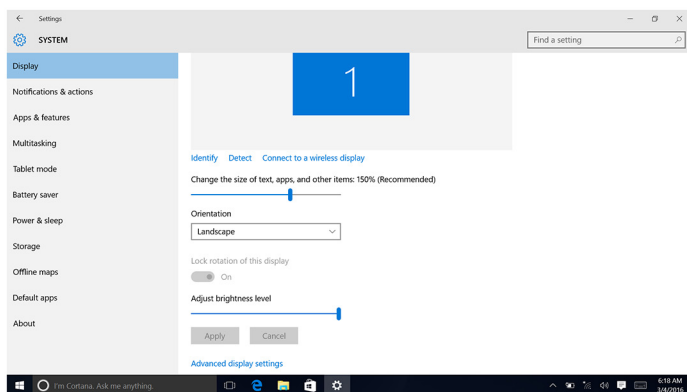 Settings
SYSTEM
Find a setting
Display
Notifications & actions
Apps & features
Multitasking
Tablet mode
Battery saver
Power & sleep
Storage
Offline maps
Default apps
About
1
Identify Detect Connect to a wireless display
Change the size of text, apps, and other items: 150% (Recommended)
Orientation
Landscape
Lock rotation of this display
On
Adjust brightness level
Apply Cancel
Advanced display settings
I'm Cortana. Ask me anything.
6:18 AM
3/4/2016